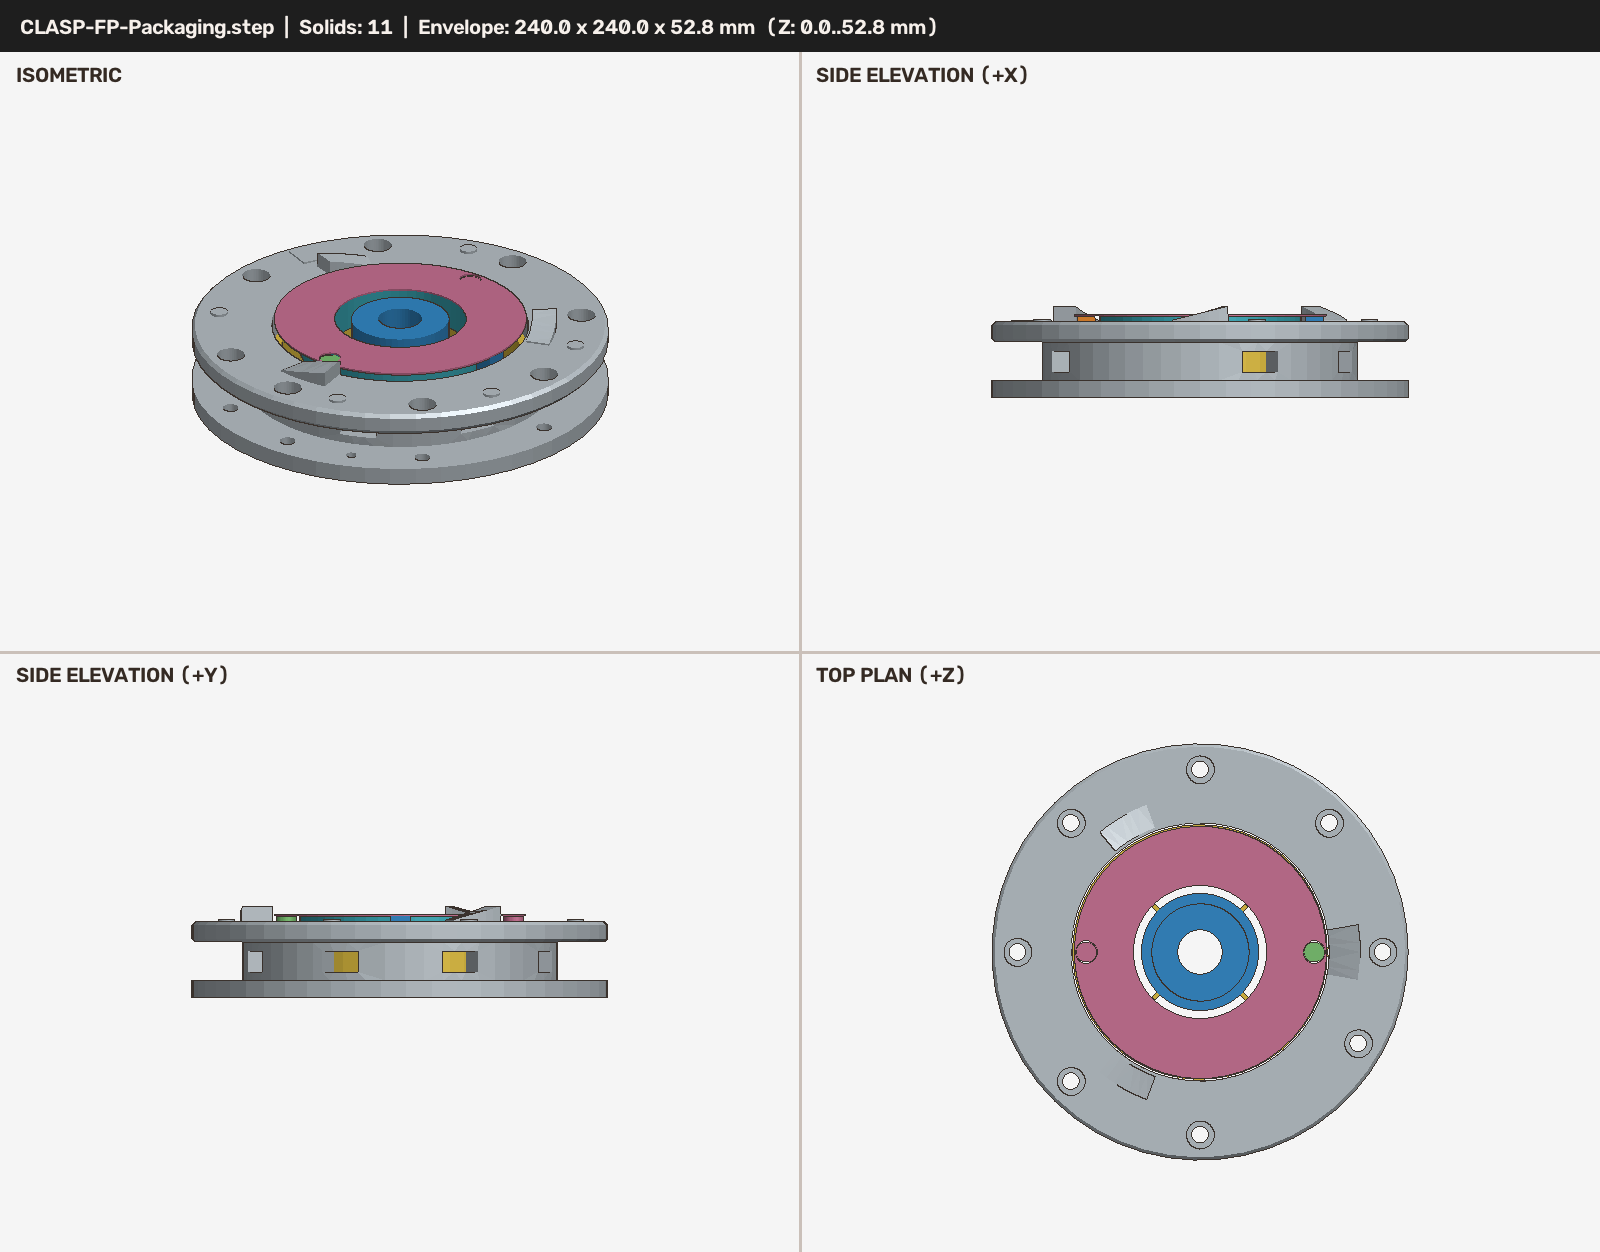 CLASP-FP-Packaging.step | Solids: 11 | Envelope: 240.0 x 240.0 x 52.8 mm (Z: 0.0..52.8 mm)
ISOMETRIC
SIDE ELEVATION (+X)
SIDE ELEVATION (+Y)
TOP PLAN (+Z)